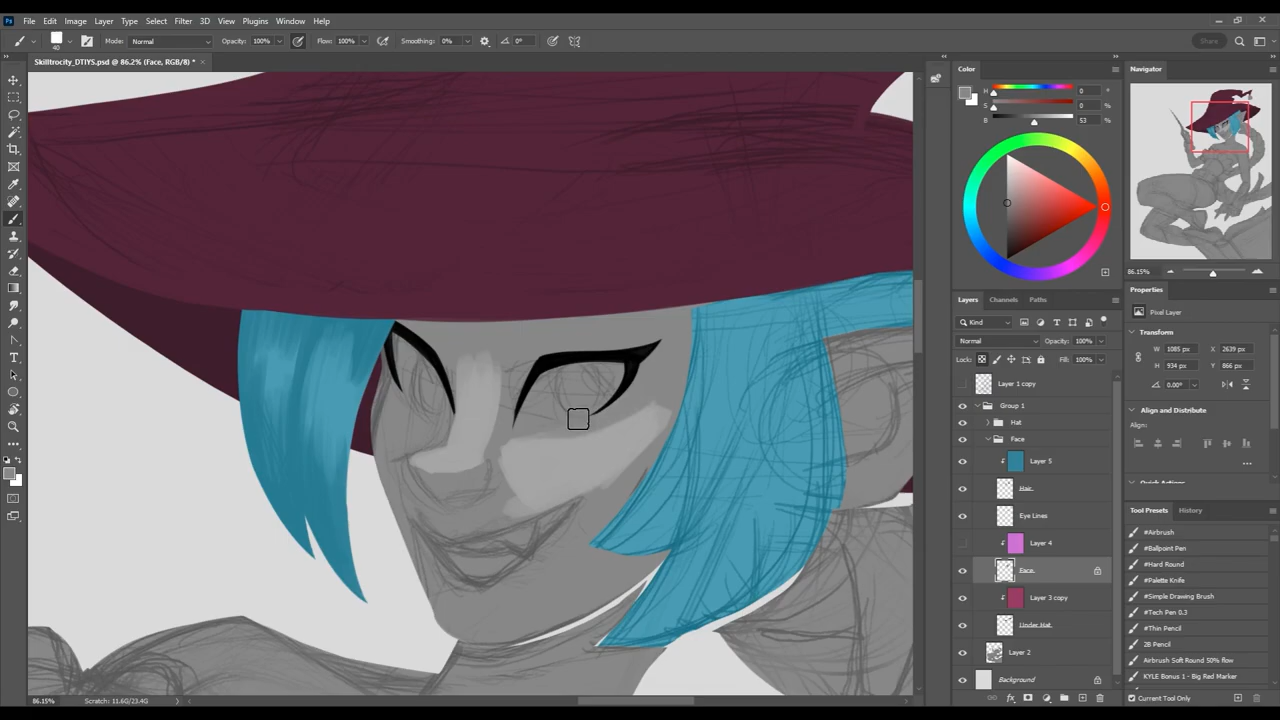 Ps File Edit Image Layer Type Select Filter 3D View Plugins Window Help
40 Mode: Normal Opacity: 100% Flow: 100% Smoothing: 0% 0° Share
Skilltrocity_DTIYS.psd @ 86.2% (Face, RGB/8) * ×
Color
H 0 °
S 0 %
B 53 %
Navigator
86.15%
Properties
Pixel Layer
Transform
W 1085 px X 2639 px
H 934 px Y 866 px
0.00°
Align and Distribute
Align:
Layers Channels Paths
Kind
Normal Opacity: 100%
Lock: Fill: 100%
Layer 1 copy
Group 1
Hat
Face
Layer 5
Hair
Eye Lines
Layer 4
Face
Layer 3 copy
Under Hat
Layer 2
Background
Tool Presets History
#Airbrush
#Ballpoint Pen
#Hard Round
#Palette Knife
#Simple Drawing Brush
#Tech Pen 0.3
#Thin Pencil
2B Pencil
Airbrush Soft Round 50% flow
KYLE Bonus 1 - Big Red Marker
Current Tool Only
86.15% Scratch: 11.6G/23.4G